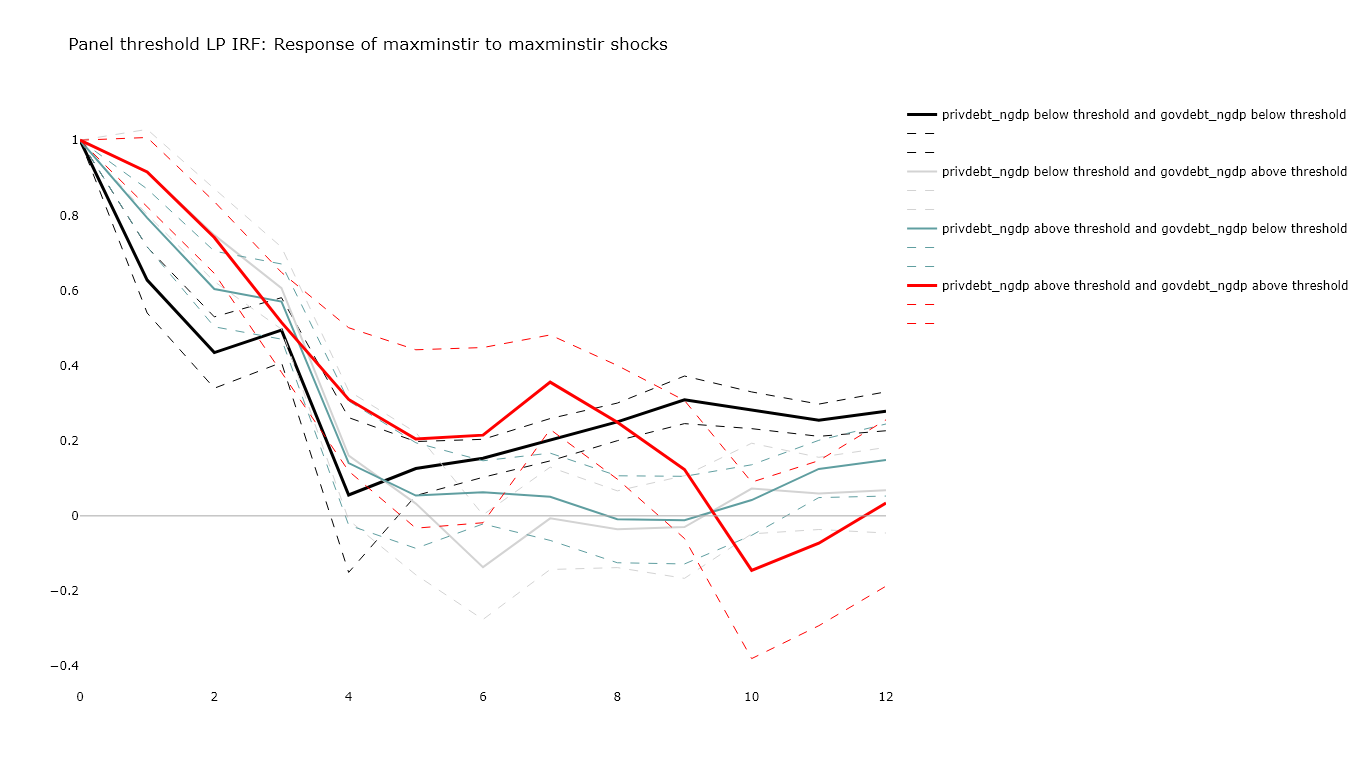 Panel threshold LP IRF: Response of maxminstir to maxminstir shocks
privdebt_ngdp below threshold and govdebt_ngdp below threshold
privdebt_ngdp below threshold and govdebt_ngdp above threshold
privdebt_ngdp above threshold and govdebt_ngdp below threshold
privdebt_ngdp above threshold and govdebt_ngdp above threshold
1
0.8
0.6
0.4
0.2
0
−0.2
−0.4
0 2 4 6 8 10 12